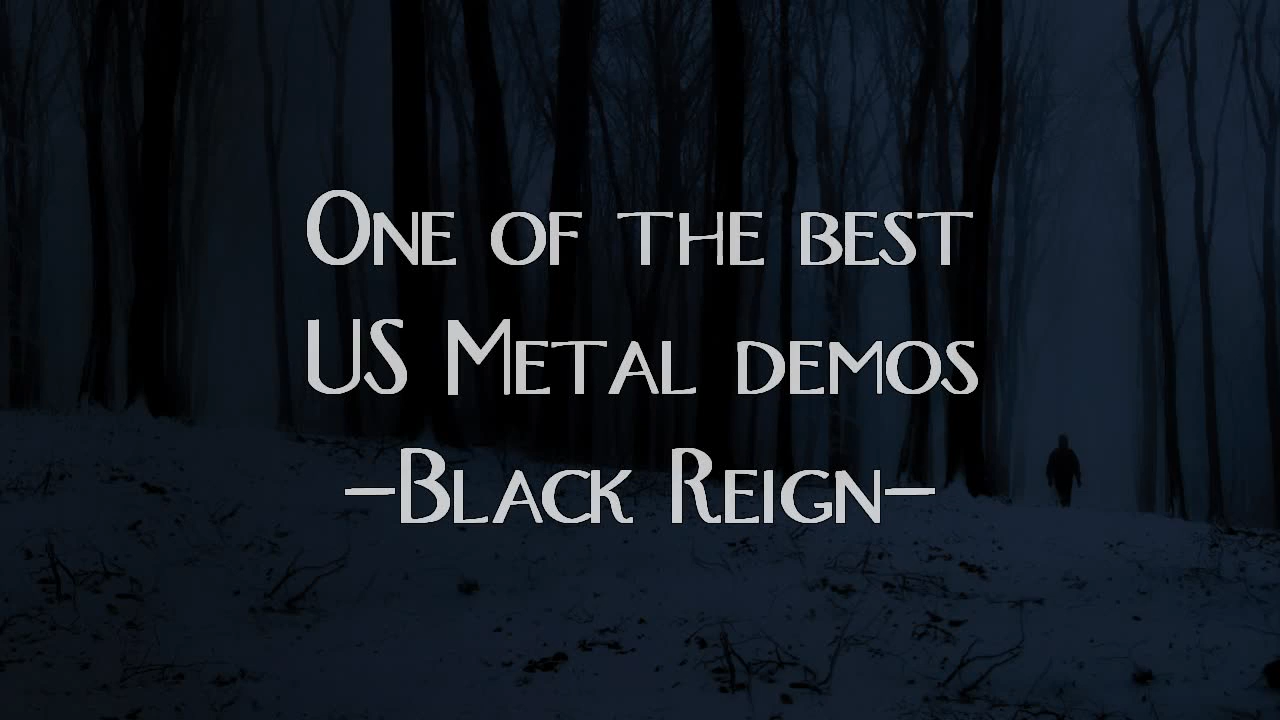 One of the best
US Metal demos
–Black Reign–